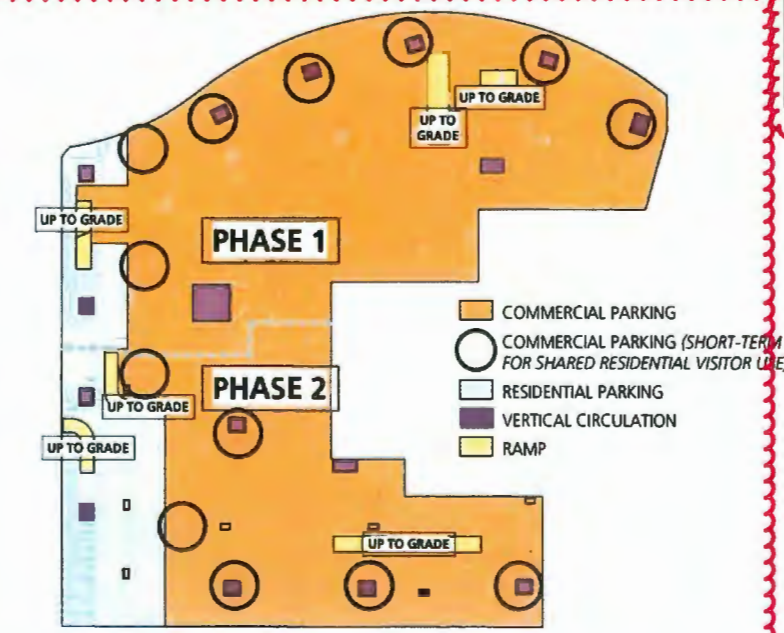 UP TO GRADE
UP TO
GRADE
UP TO GRADE
PHASE 1
COMMERCIAL PARKING
COMMERCIAL PARKING (SHORT-TERM
FOR SHARED RESIDENTIAL VISITOR USE)
RESIDENTIAL PARKING
VERTICAL CIRCULATION
RAMP
PHASE 2
UP TO GRADE
UP TO GRADE
UP TO GRADE